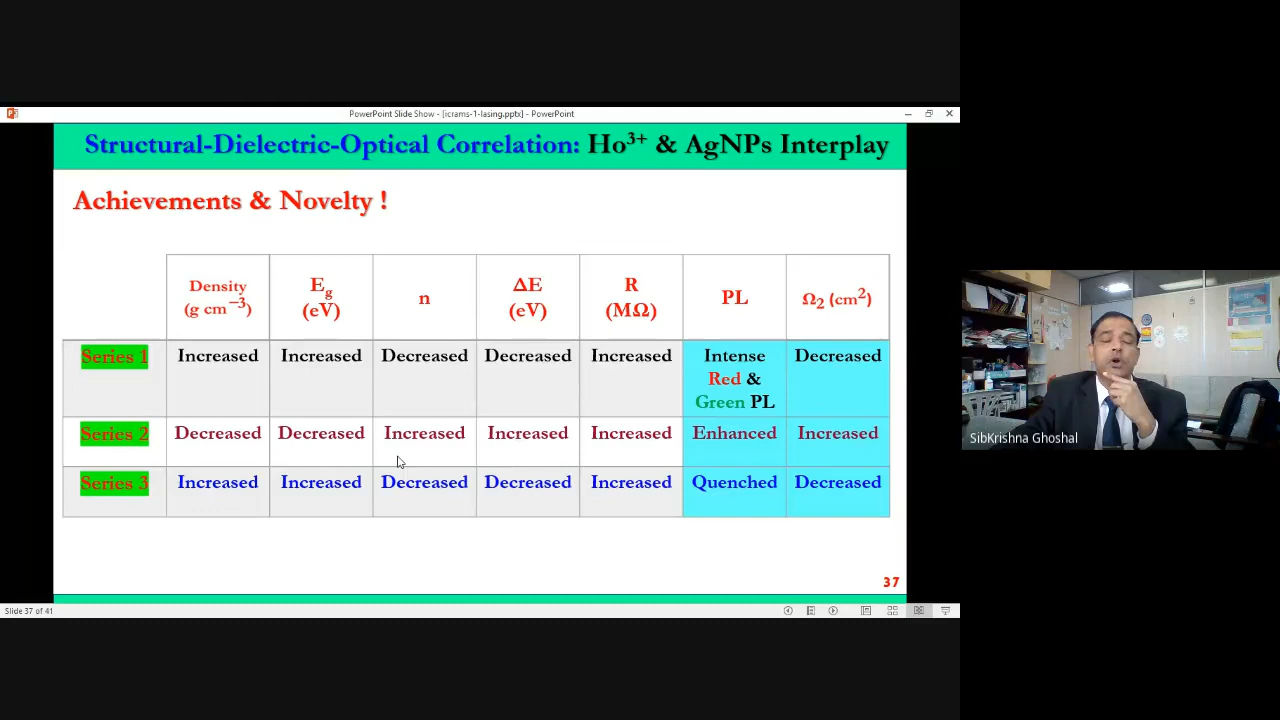 PowerPoint Slide Show - [icrams-1-lasing.pptx] - PowerPoint
Structural-Dielectric-Optical Correlation: Ho³⁺ & AgNPs Interplay
Achievements & Novelty !
Density (g cm⁻³) Eg (eV) n ΔE (eV) R (MΩ) PL Ω₂ (cm²)
Series 1 Increased Increased Decreased Decreased Increased Intense Red & Green PL Decreased
Series 2 Decreased Decreased Increased Increased Increased Enhanced Increased
Series 3 Increased Increased Decreased Decreased Increased Quenched Decreased
37
Slide 37 of 41
SibKrishna Ghoshal